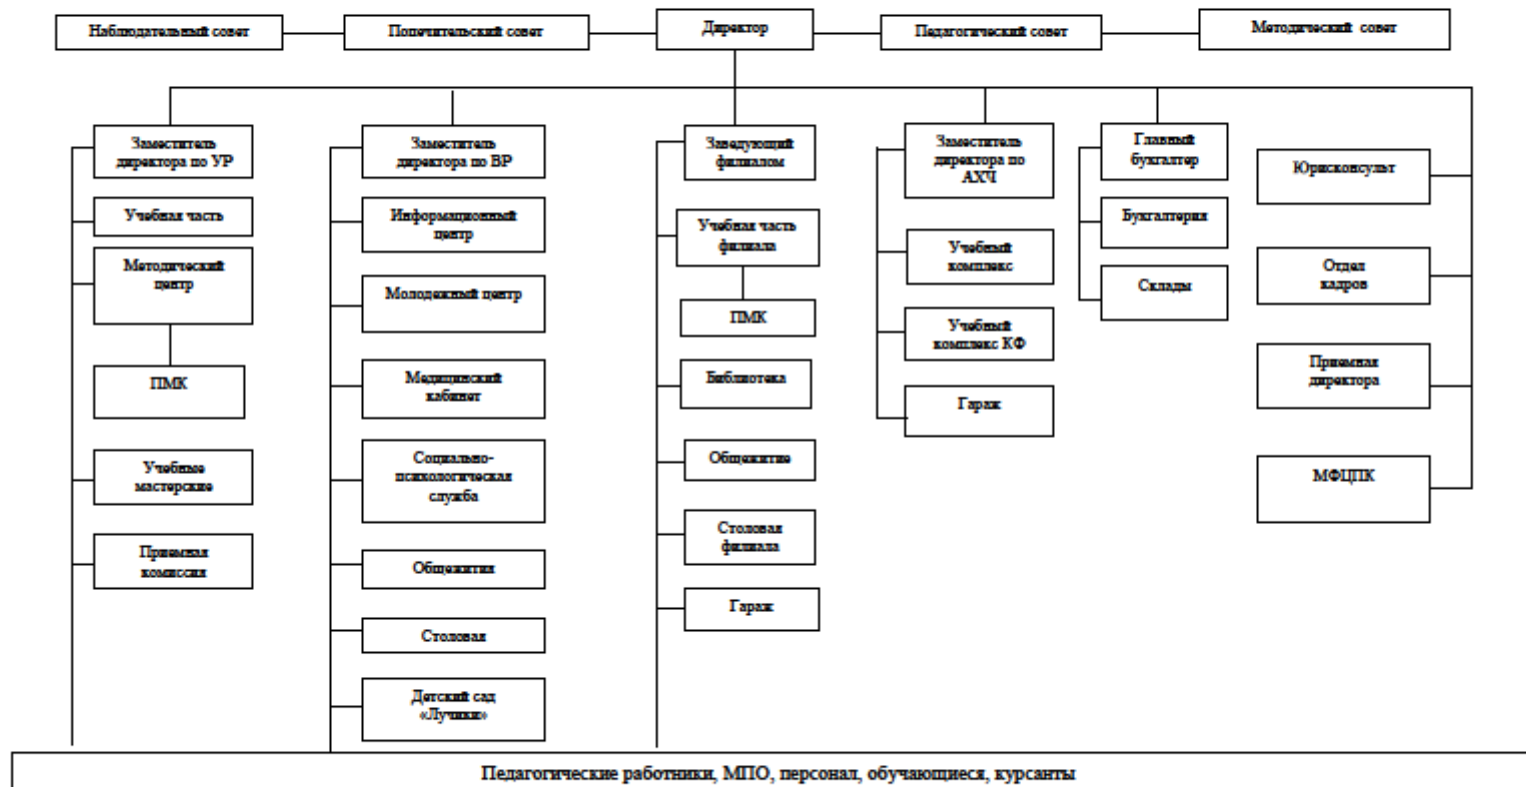 Наблюдательный совет
Попечительский совет
Директор
Педагогический совет
Методический совет
Заместитель
директора по УР
Учебная часть
Методический
центр
ПМК
Учебные
мастерские
Приемная
комиссия
Заместитель
директора по ВР
Информационный
центр
Молодежный центр
Медицинский
кабинет
Социально-
психологическая
служба
Общежития
Столовая
Детский сад
«Лучики»
Заведующий
филиалом
Учебная часть
филиала
ПМК
Библиотека
Общежитие
Столовая
филиала
Гараж
Заместитель
директора по
АХЧ
Учебный
комплекс
Учебный
комплекс КФ
Гараж
Главный
бухгалтер
Бухгалтерия
Склады
Юрисконсульт
Отдел
кадров
Приемная
директора
МФЦПК
Педагогические работники, МПО, персонал, обучающиеся, курсанты